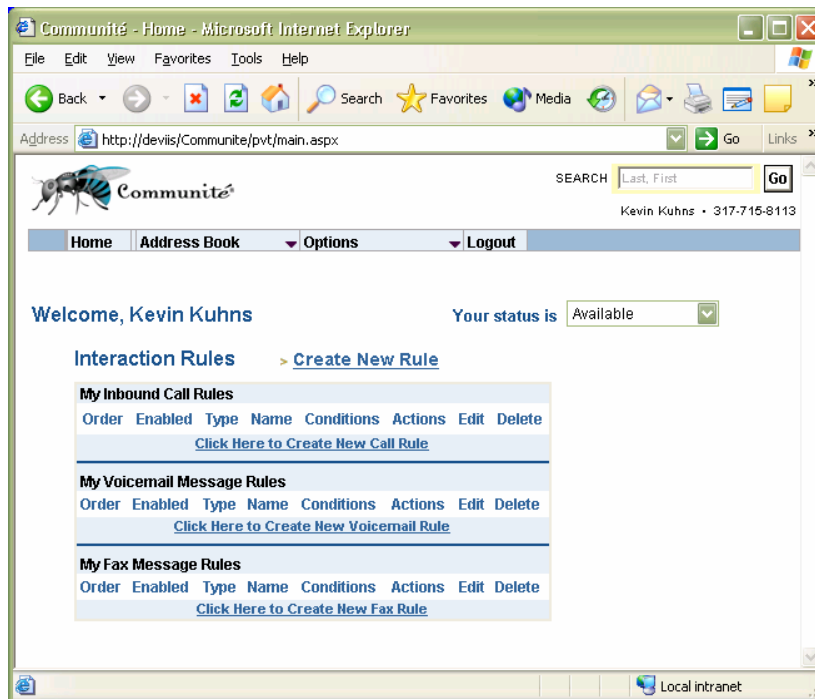 Communité - Home - Microsoft Internet Explorer
File Edit View Favorites Tools Help
Back Search Favorites Media
Address http://deviis/Communite/pvt/main.aspx Go Links »
Communité SEARCH Last, First Go
Kevin Kuhns • 317-715-8113
Home Address Book Options Logout
Welcome, Kevin Kuhns Your status is Available
Interaction Rules > Create New Rule
My Inbound Call Rules
Order Enabled Type Name Conditions Actions Edit Delete
Click Here to Create New Call Rule
My Voicemail Message Rules
Order Enabled Type Name Conditions Actions Edit Delete
Click Here to Create New Voicemail Rule
My Fax Message Rules
Order Enabled Type Name Conditions Actions Edit Delete
Click Here to Create New Fax Rule
Local intranet